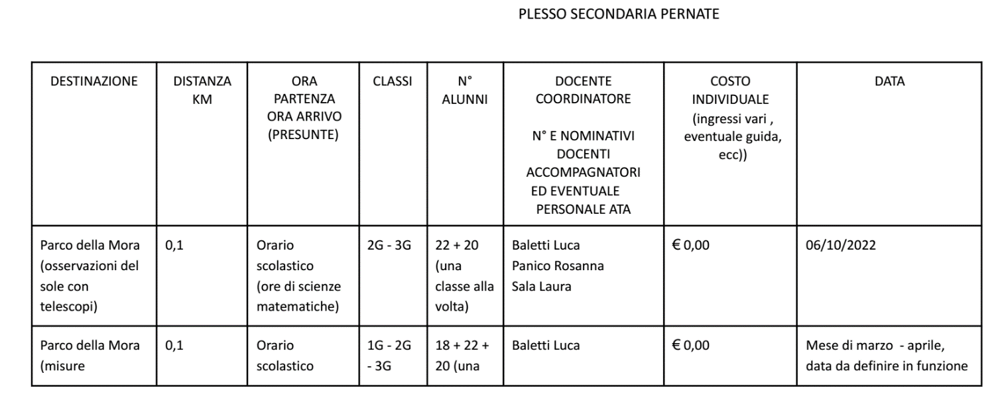 PLESSO SECONDARIA PERNATE
DESTINAZIONE
DISTANZA
KM
ORA
PARTENZA
ORA ARRIVO
(PRESUNTE)
CLASSI
N°
ALUNNI
DOCENTE
COORDINATORE
N° E NOMINATIVI
DOCENTI
ACCOMPAGNATORI
ED EVENTUALE
PERSONALE ATA
COSTO
INDIVIDUALE
(ingressi vari ,
eventuale guida,
ecc))
DATA
Parco della Mora
(osservazioni del
sole con
telescopi)
0,1
Orario
scolastico
(ore di scienze
matematiche)
2G - 3G
22 + 20
(una
classe alla
volta)
Baletti Luca
Panico Rosanna
Sala Laura
€ 0,00
06/10/2022
Parco della Mora
(misure
0,1
Orario
scolastico
1G - 2G
- 3G
18 + 22 +
20 (una
Baletti Luca
€ 0,00
Mese di marzo - aprile,
data da definire in funzione